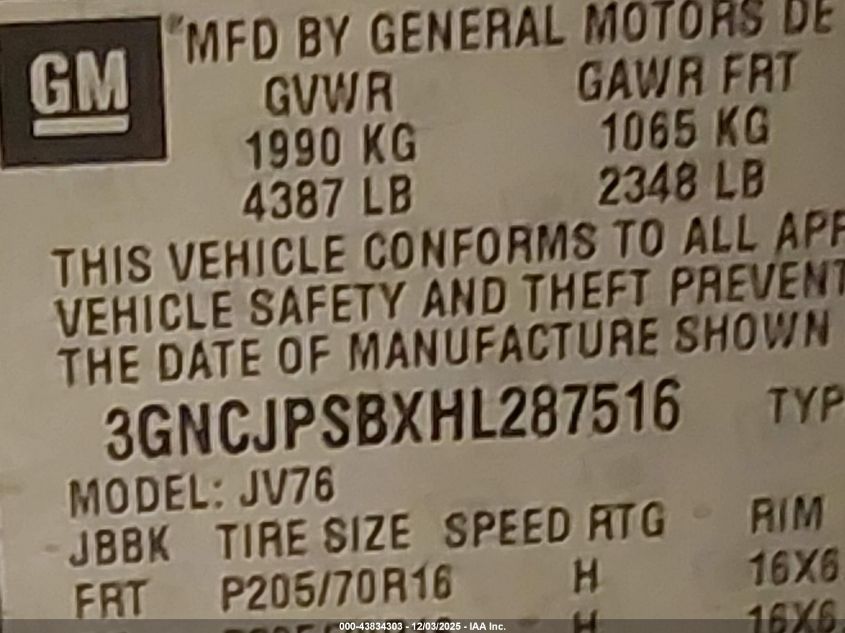 GM
MFD BY GENERAL MOTORS DE
GVWR GAWR FRT
1990 KG 1065 KG
4387 LB 2348 LB
THIS VEHICLE CONFORMS TO ALL APP
VEHICLE SAFETY AND THEFT PREVENT
THE DATE OF MANUFACTURE SHOWN
3GNCJPSBXHL287516 TYP
MODEL: JV76
JBBK TIRE SIZE SPEED RTG RIM
FRT P205/70R16 H 16X6
H 16X6
000-43834303 - 12/03/2025 - IAA Inc.